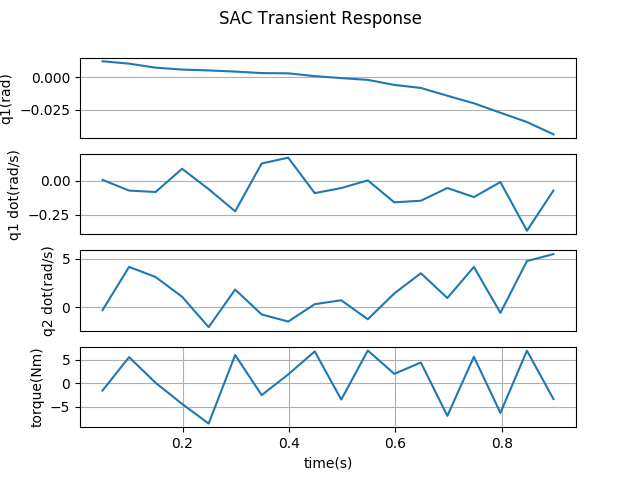 SAC Transient Response
q1(rad)
0.000
−0.025
q1 dot(rad/s)
0.00
−0.25
q2 dot(rad/s)
5
0
torque(Nm)
5
0
−5
0.2 0.4 0.6 0.8
time(s)